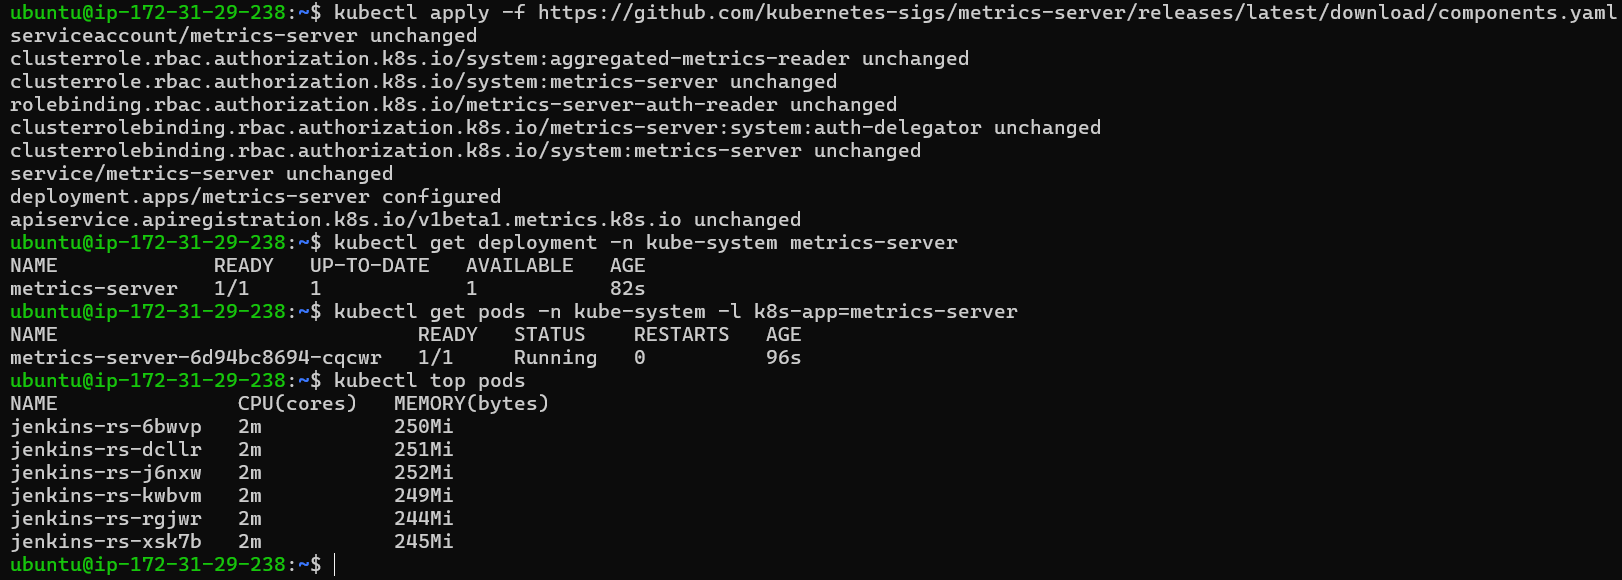 ubuntu@ip-172-31-29-238:~$ kubectl apply -f https://github.com/kubernetes-sigs/metrics-server/releases/latest/download/components.yaml
serviceaccount/metrics-server unchanged
clusterrole.rbac.authorization.k8s.io/system:aggregated-metrics-reader unchanged
clusterrole.rbac.authorization.k8s.io/system:metrics-server unchanged
rolebinding.rbac.authorization.k8s.io/metrics-server-auth-reader unchanged
clusterrolebinding.rbac.authorization.k8s.io/metrics-server:system:auth-delegator unchanged
clusterrolebinding.rbac.authorization.k8s.io/system:metrics-server unchanged
service/metrics-server unchanged
deployment.apps/metrics-server configured
apiservice.apiregistration.k8s.io/v1beta1.metrics.k8s.io unchanged
ubuntu@ip-172-31-29-238:~$ kubectl get deployment -n kube-system metrics-server
NAME             READY   UP-TO-DATE   AVAILABLE   AGE
metrics-server   1/1     1            1           82s
ubuntu@ip-172-31-29-238:~$ kubectl get pods -n kube-system -l k8s-app=metrics-server
NAME                              READY   STATUS    RESTARTS   AGE
metrics-server-6d94bc8694-cqcwr   1/1     Running   0          96s
ubuntu@ip-172-31-29-238:~$ kubectl top pods
NAME               CPU(cores)   MEMORY(bytes)
jenkins-rs-6bwvp   2m           250Mi
jenkins-rs-dcllr   2m           251Mi
jenkins-rs-j6nxw   2m           252Mi
jenkins-rs-kwbvm   2m           249Mi
jenkins-rs-rgjwr   2m           244Mi
jenkins-rs-xsk7b   2m           245Mi
ubuntu@ip-172-31-29-238:~$